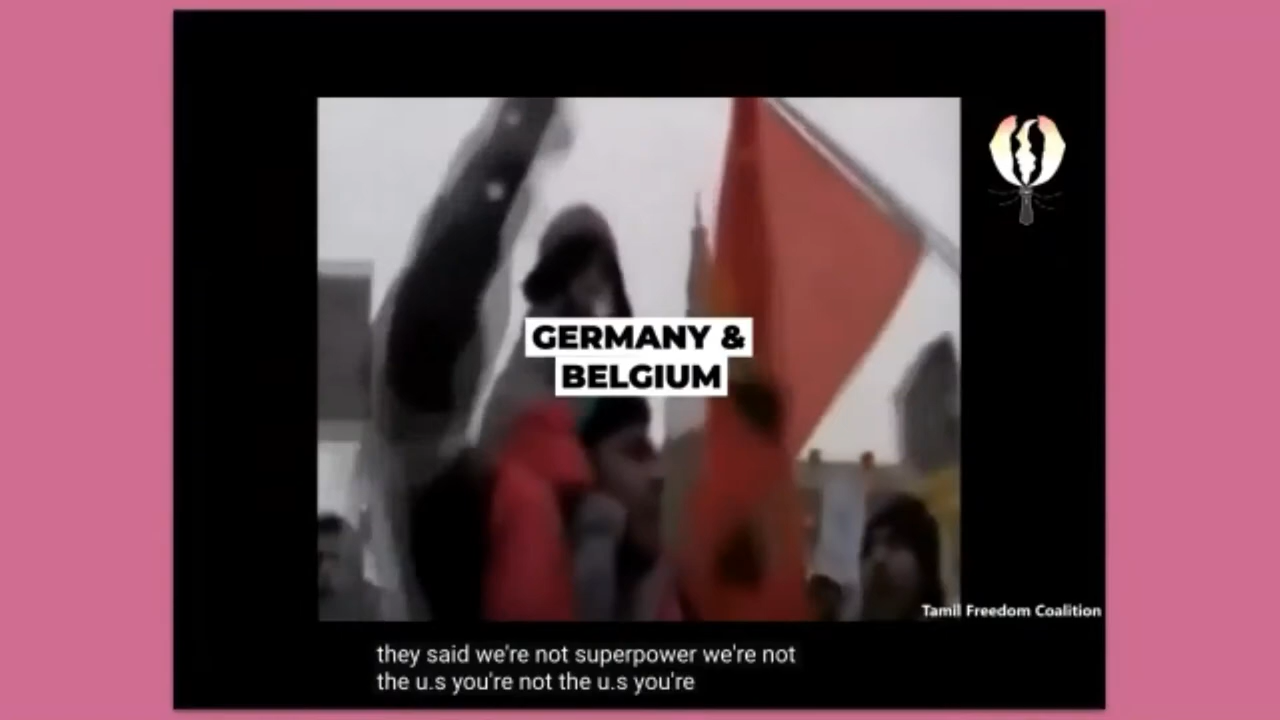 GERMANY &
BELGIUM
Tamil Freedom Coalition
they said we're not superpower we're not
the u.s you're not the u.s you're